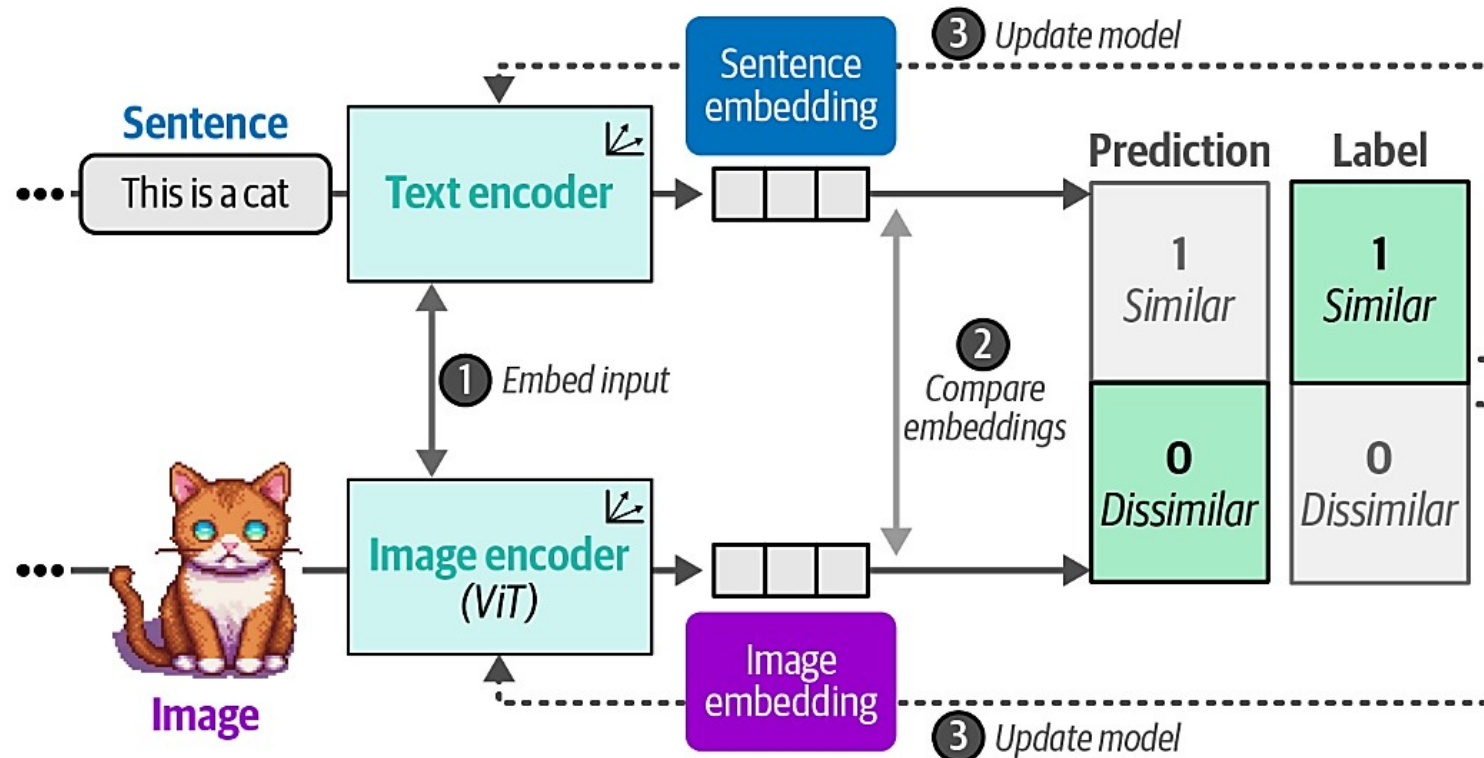 3 Update model
Sentence
embedding
Sentence
This is a cat
Text encoder
Prediction Label
1
Similar
1
Similar
1 Embed input
2
Compare
embeddings
0
Dissimilar
0
Dissimilar
Image encoder
(ViT)
Image
Image
embedding
3 Update model